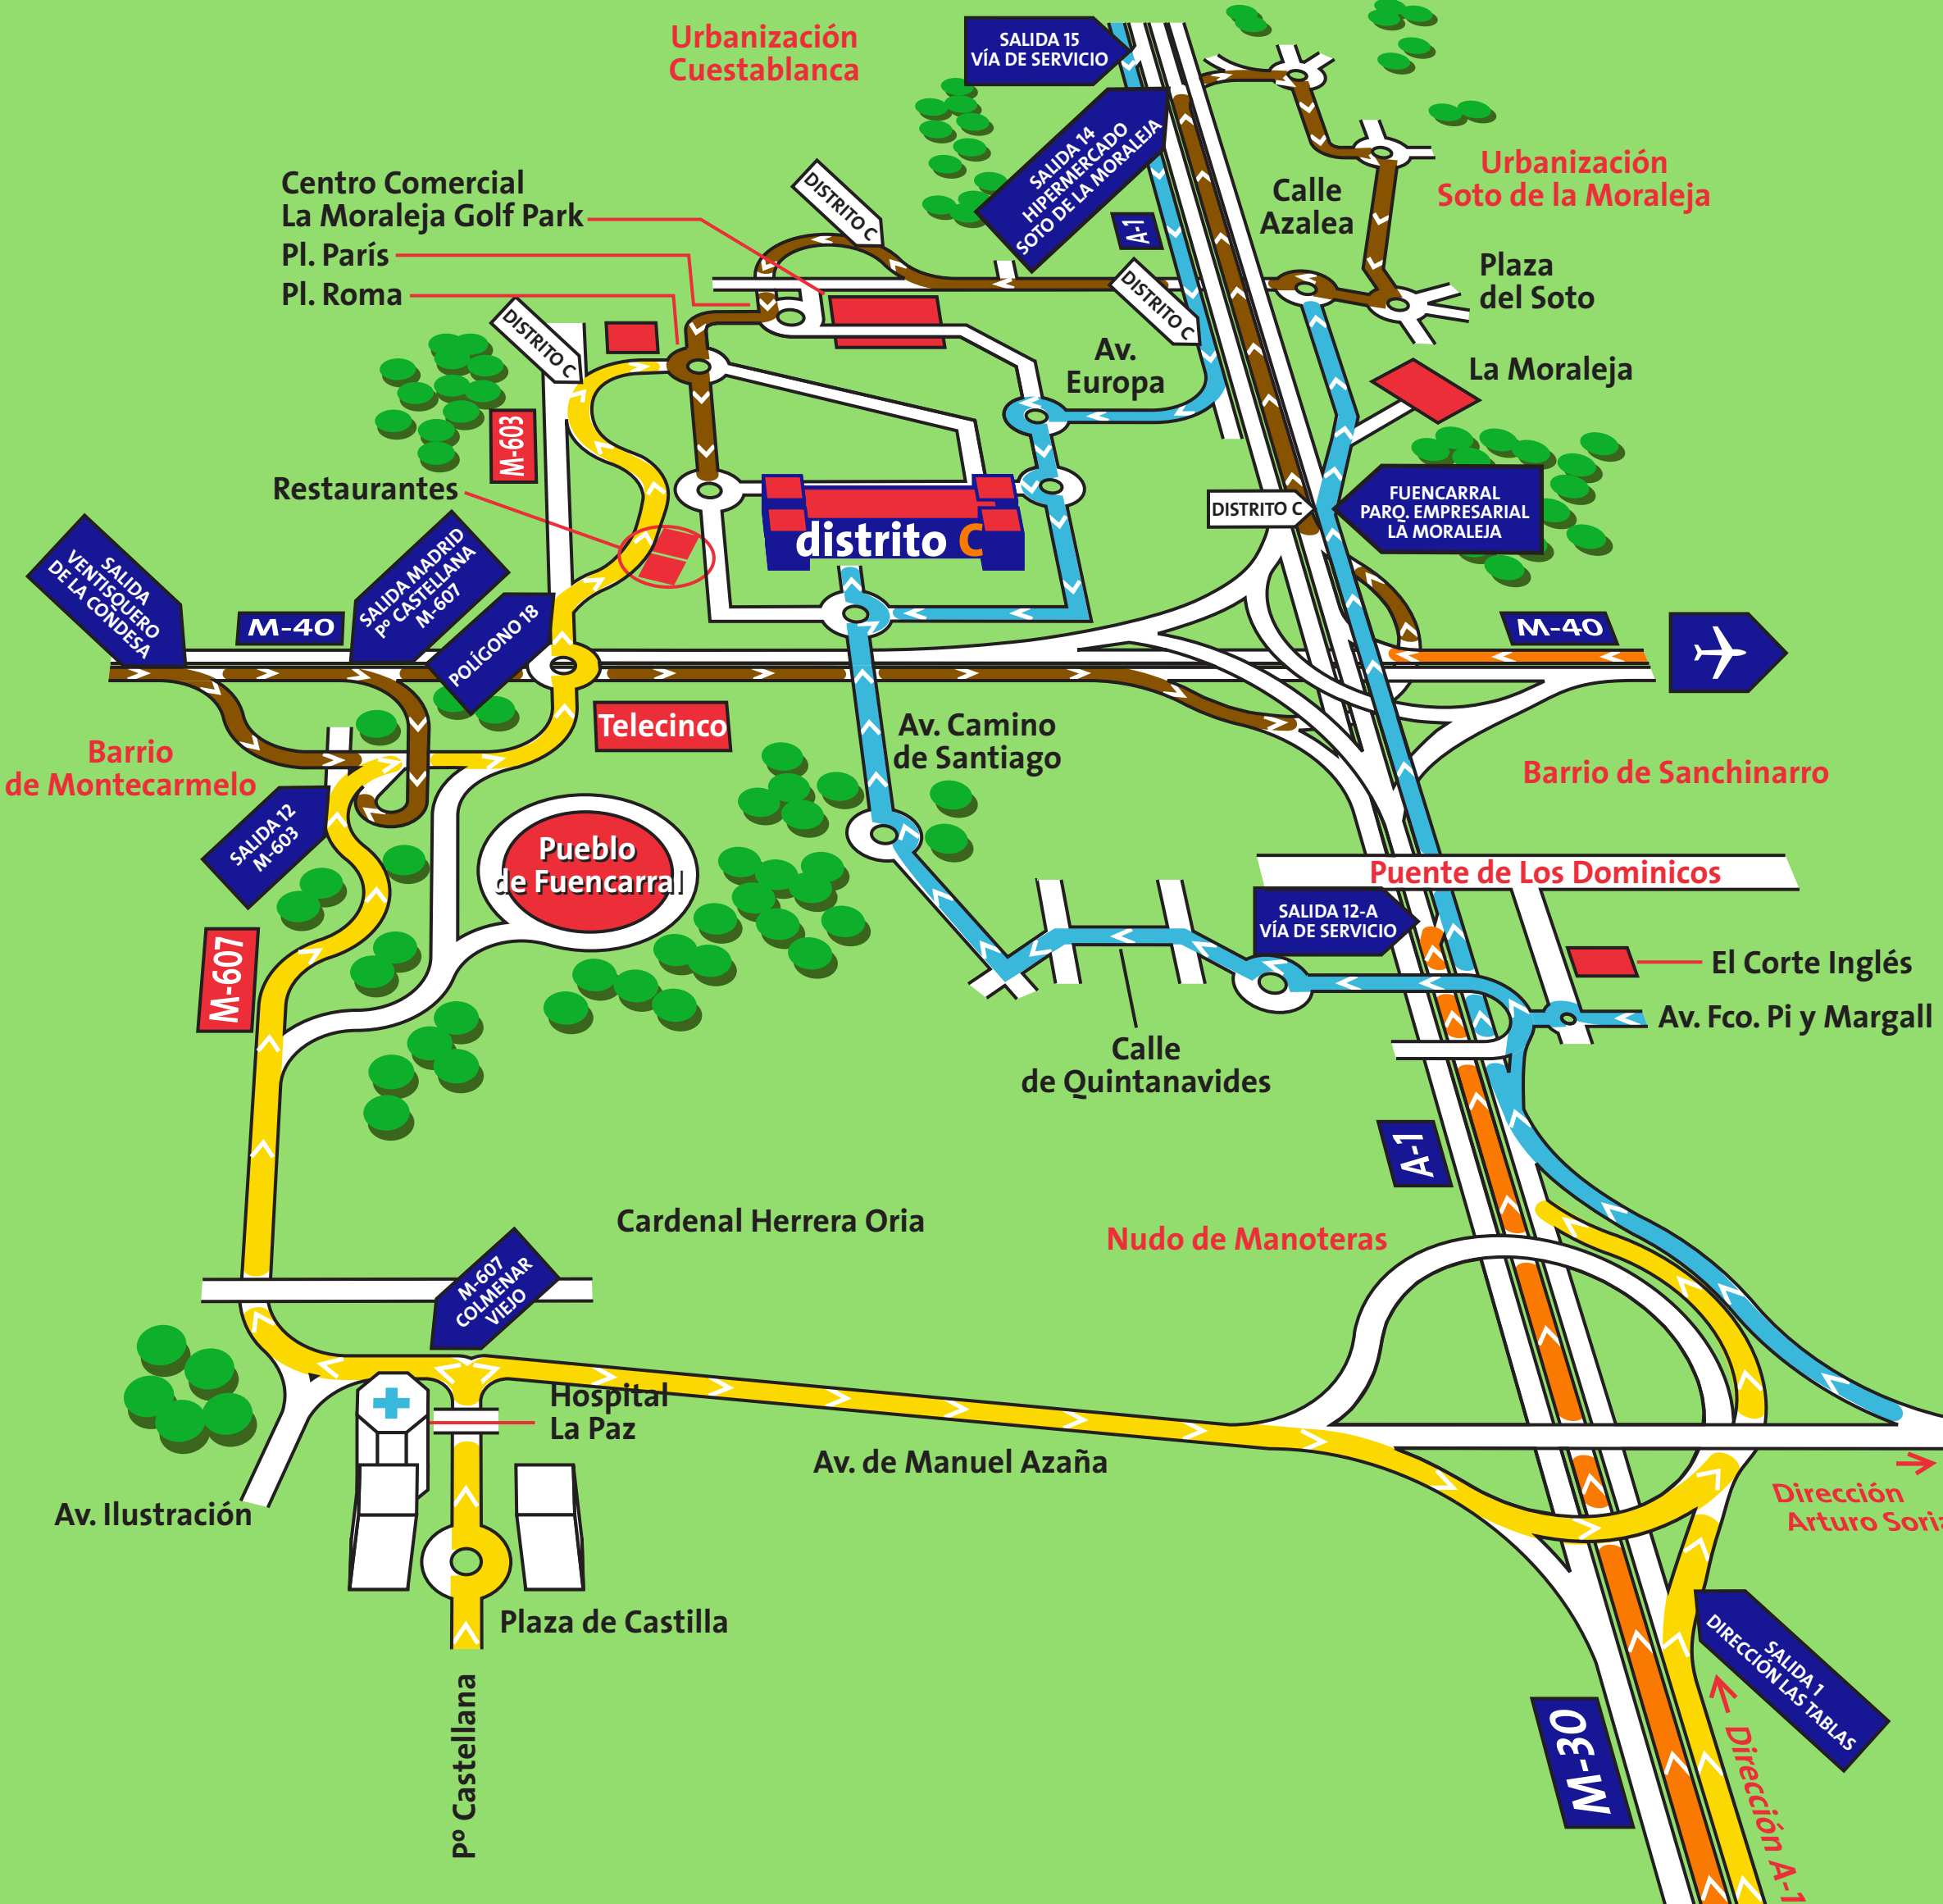 Urbanización
Cuestablanca
SALIDA 15
VÍA DE SERVICIO
SALIDA 14
HIPERMERCADO
SOTO DE LA MORALEJA
Urbanización
Soto de la Moraleja
Centro Comercial
La Moraleja Golf Park
Pl. París
Pl. Roma
DISTRITO C
A-1
Calle
Azalea
Plaza
del Soto
DISTRITO C
DISTRITO C
Av.
Europa
La Moraleja
M-603
Restaurantes
DISTRITO C
FUENCARRAL
PARQ. EMPRESARIAL
LA MORALEJA
distrito C
SALIDA
VENTISQUERO
DE LA CONDESA
M-40
SALIDA MADRID
Pº CASTELLANA
M-607
POLÍGONO 18
M-40
Telecinco
Av. Camino
de Santiago
Barrio
de Montecarmelo
Barrio de Sanchinarro
SALIDA 12
M-603
Pueblo
de Fuencarral
Puente de Los Dominicos
SALIDA 12-A
VÍA DE SERVICIO
M-607
El Corte Inglés
Av. Fco. Pi y Margall
Calle
de Quintanavides
A-1
Cardenal Herrera Oria
Nudo de Manoteras
M-607
COLMENAR
VIEJO
Hospital
La Paz
Av. de Manuel Azaña
Av. Ilustración
Dirección
Arturo Soria
Plaza de Castilla
SALIDA 1
DIRECCIÓN LAS TABLAS
Pº Castellana
M-30
Dirección A-1